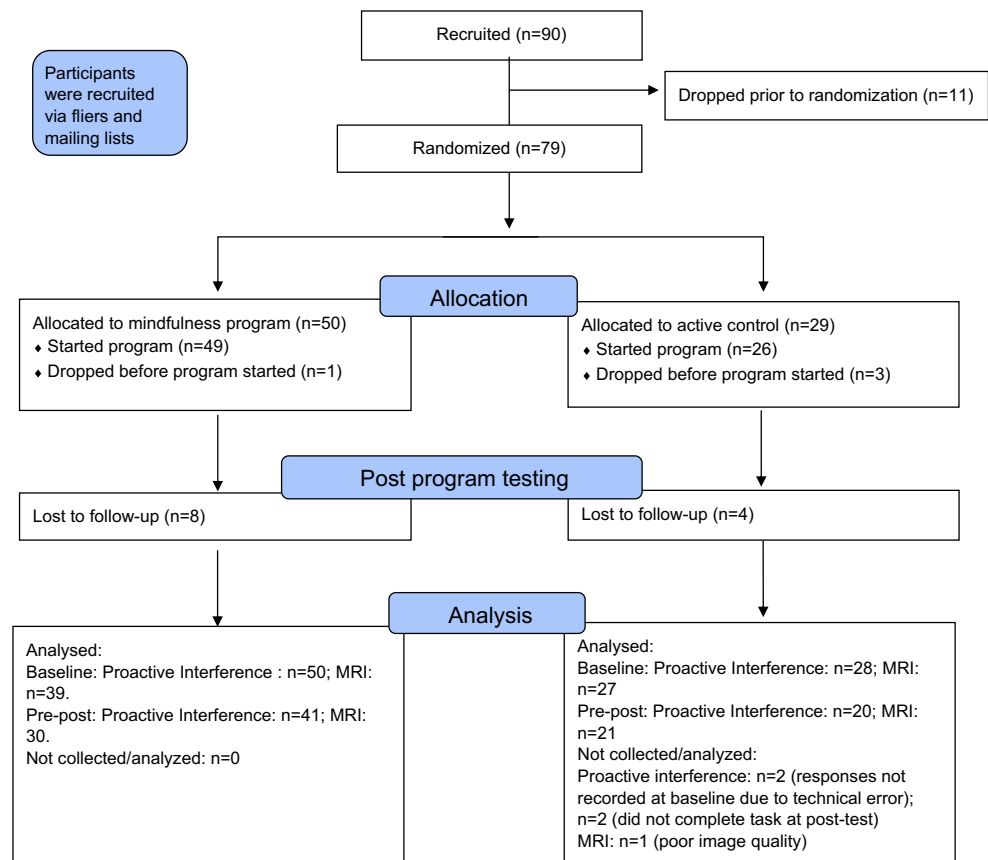 Recruited (n=90)
Participants
were recruited
via fliers and
mailing lists
Dropped prior to randomization (n=11)
Randomized (n=79)
Allocation
Allocated to mindfulness program (n=50)
♦ Started program (n=49)
♦ Dropped before program started (n=1)
Allocated to active control (n=29)
♦ Started program (n=26)
♦ Dropped before program started (n=3)
Post program testing
Lost to follow-up (n=8)
Lost to follow-up (n=4)
Analysis
Analysed:
Baseline: Proactive Interference : n=50; MRI:
n=39.
Pre-post: Proactive Interference: n=41; MRI:
30.
Not collected/analyzed: n=0
Analysed:
Baseline: Proactive Interference: n=28; MRI:
n=27
Pre-post: Proactive Interference: n=20; MRI:
n=21
Not collected/analyzed:
Proactive interference: n=2 (responses not
recorded at baseline due to technical error);
n=2 (did not complete task at post-test)
MRI: n=1 (poor image quality)